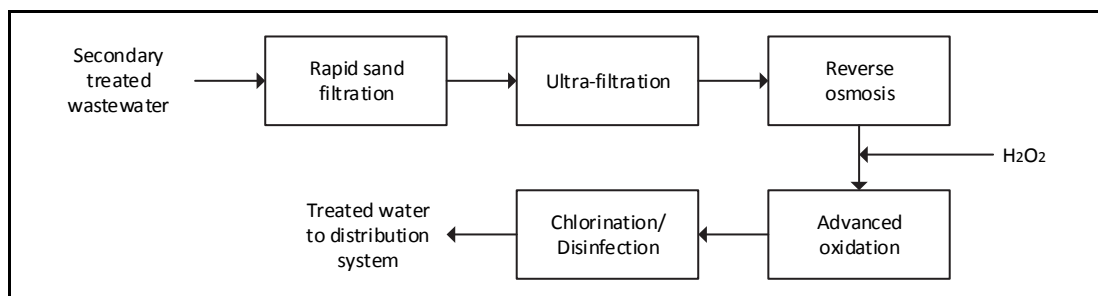 Secondary
treated
wastewater
Rapid sand
filtration
Ultra-filtration
Reverse
osmosis
H2O2
Advanced
oxidation
Chlorination/
Disinfection
Treated water
to distribution
system